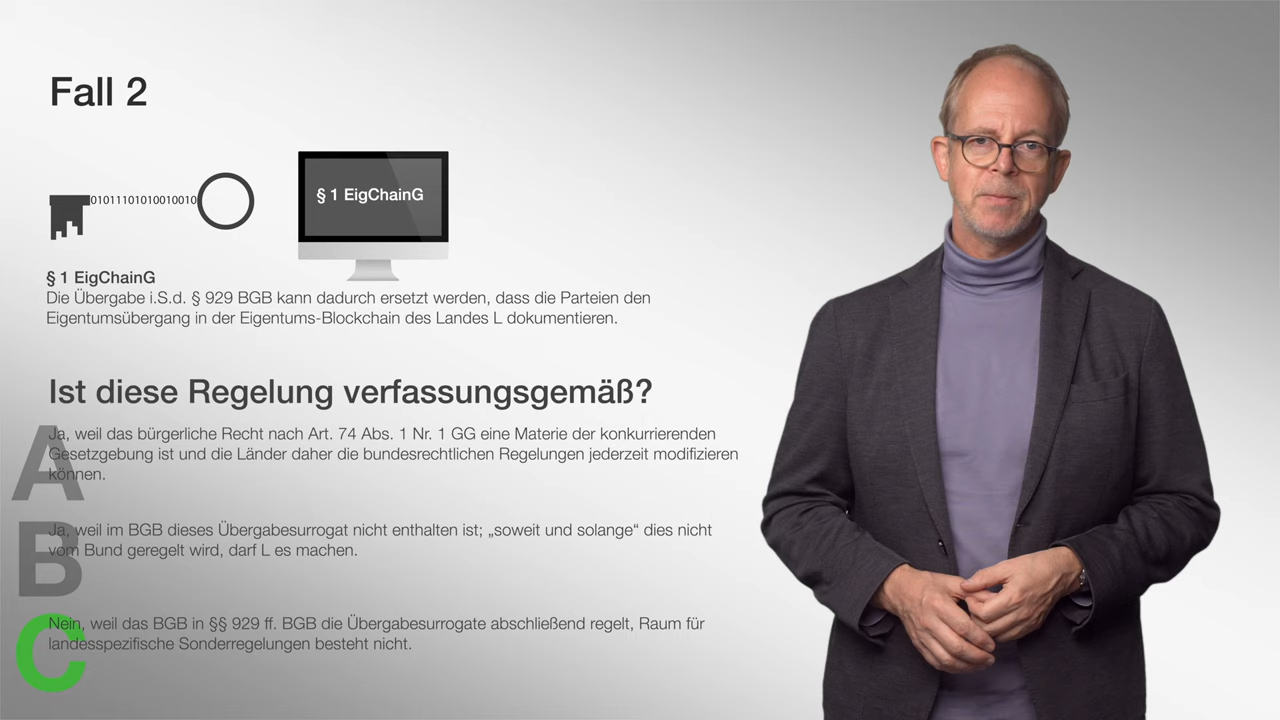 Fall 2
01011101010010010
§ 1 EigChainG
§ 1 EigChainG
Die Übergabe i.S.d. § 929 BGB kann dadurch ersetzt werden, dass die Parteien den
Eigentumsübergang in der Eigentums-Blockchain des Landes L dokumentieren.
Ist diese Regelung verfassungsgemäß?
A
Ja, weil das bürgerliche Recht nach Art. 74 Abs. 1 Nr. 1 GG eine Materie der konkurrierenden
Gesetzgebung ist und die Länder daher die bundesrechtlichen Regelungen jederzeit modifizieren
können.
B
Ja, weil im BGB dieses Übergabesurrogat nicht enthalten ist; „soweit und solange“ dies nicht
vom Bund geregelt wird, darf L es machen.
C
Nein, weil das BGB in §§ 929 ff. BGB die Übergabesurrogate abschließend regelt, Raum für
landesspezifische Sonderregelungen besteht nicht.